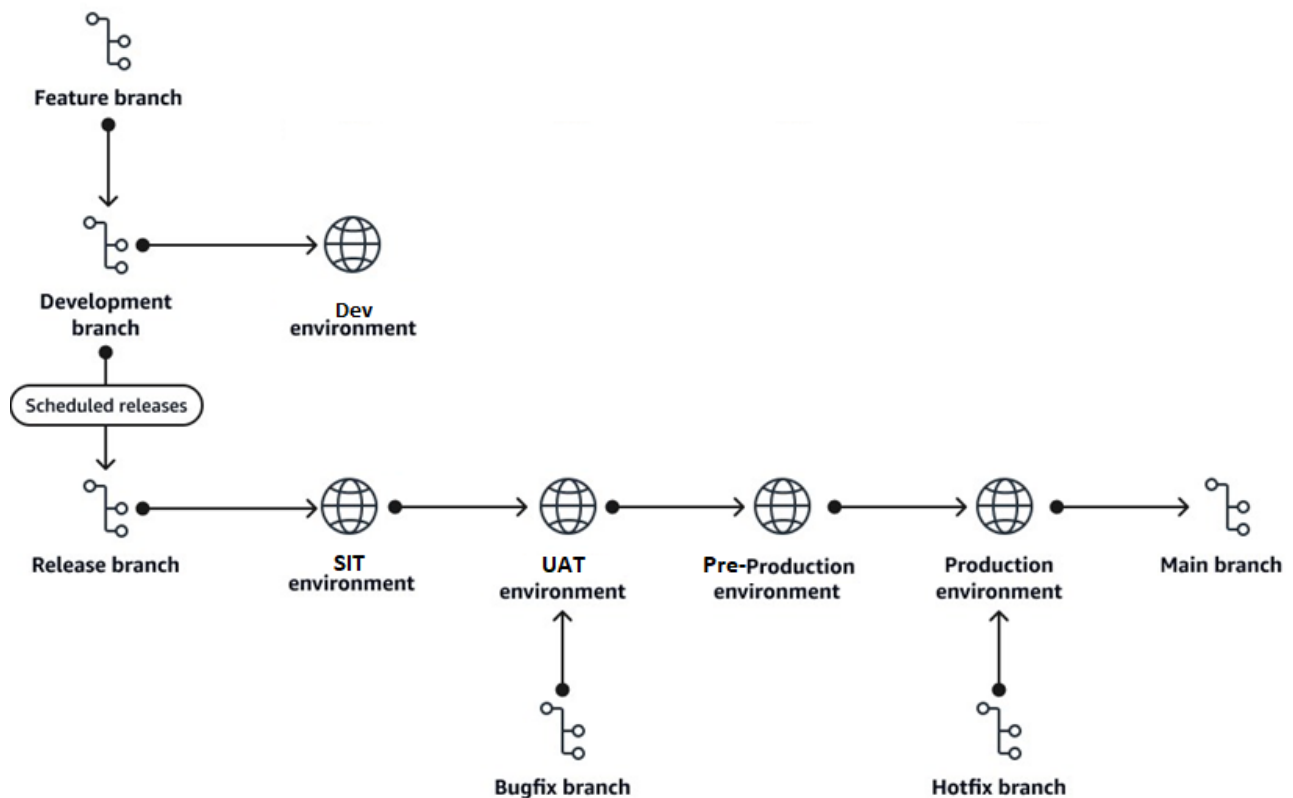 Feature branch
Development
branch
Dev
environment
Scheduled releases
Release branch
SIT
environment
UAT
environment
Pre-Production
environment
Production
environment
Main branch
Bugfix branch
Hotfix branch